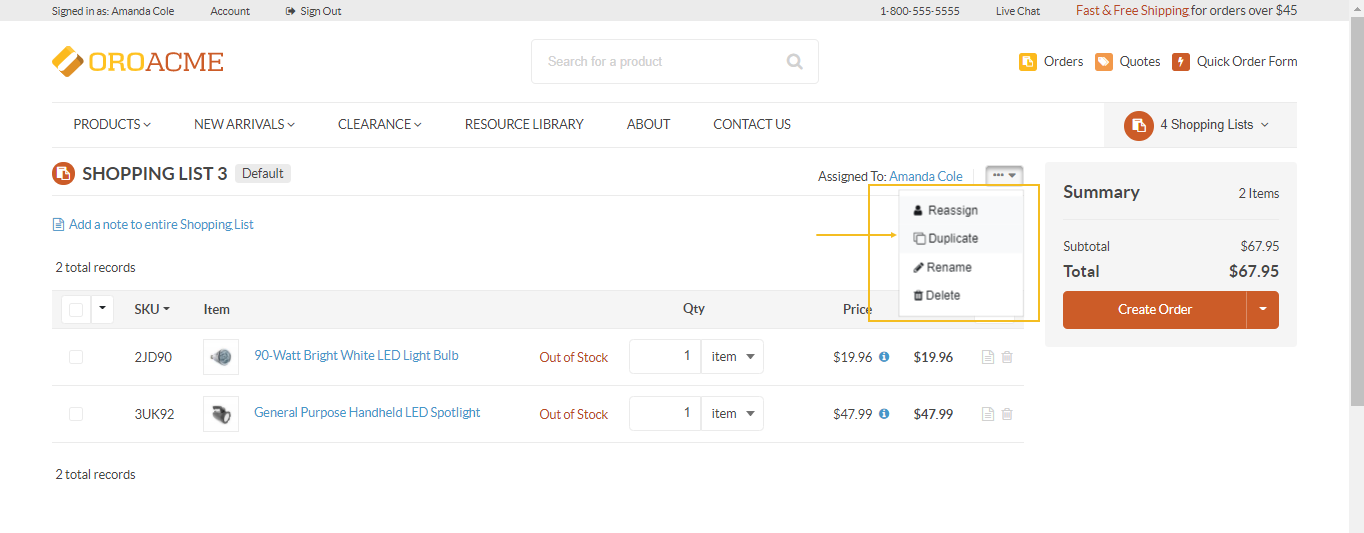 Signed in as: Amanda Cole Account Sign Out 1-800-555-5555 Live Chat Fast & Free Shipping for orders over $45
OROACME Search for a product Orders Quotes Quick Order Form
PRODUCTS NEW ARRIVALS CLEARANCE RESOURCE LIBRARY ABOUT CONTACT US 4 Shopping Lists
SHOPPING LIST 3 Default Assigned To: Amanda Cole ...
Reassign
Duplicate
Rename
Delete
Add a note to entire Shopping List
2 total records
SKU Item Qty Price
2JD90 90-Watt Bright White LED Light Bulb Out of Stock 1 item $19.96 $19.96
3UK92 General Purpose Handheld LED Spotlight Out of Stock 1 item $47.99 $47.99
2 total records
Summary 2 Items
Subtotal $67.95
Total $67.95
Create Order